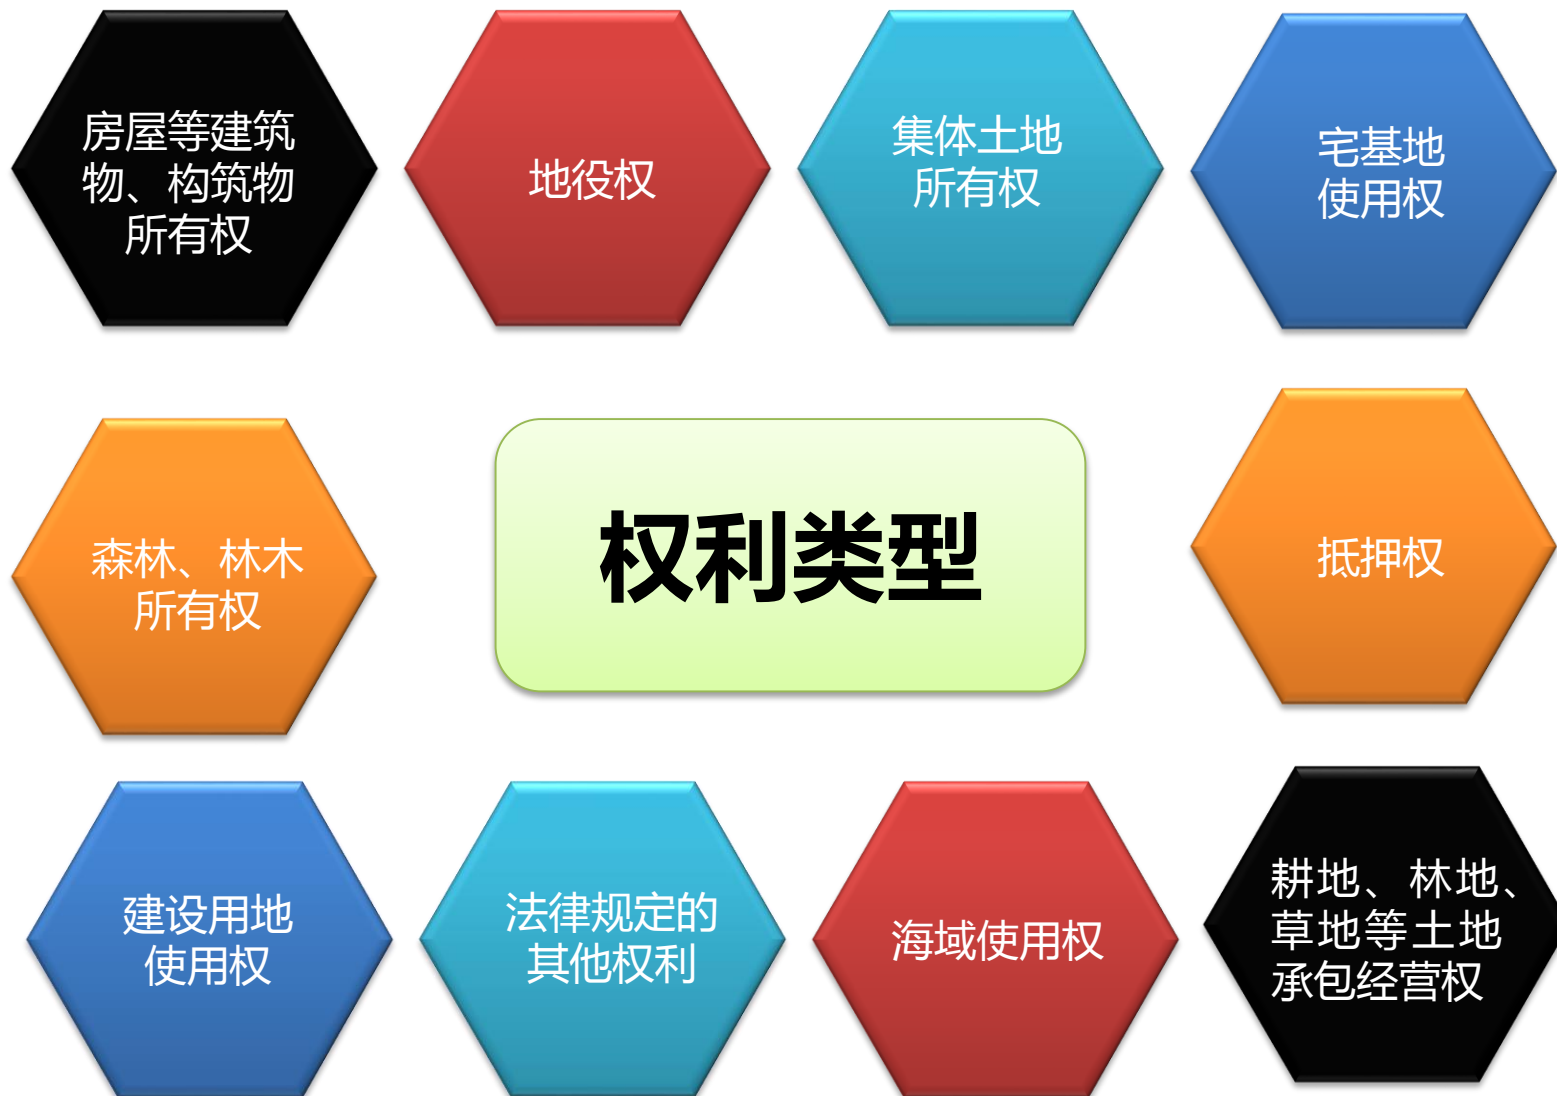 房屋等建筑
物、构筑物
所有权
地役权
集体土地
所有权
宅基地
使用权
森林、林木
所有权
权利类型
抵押权
建设用地
使用权
法律规定的
其他权利
海域使用权
耕地、林地、
草地等土地
承包经营权